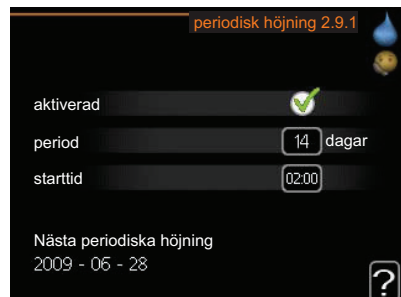 periodisk höjning 2.9.1
aktiverad
period 14 dagar
starttid 02:00
Nästa periodiska höjning
2009 - 06 - 28
?